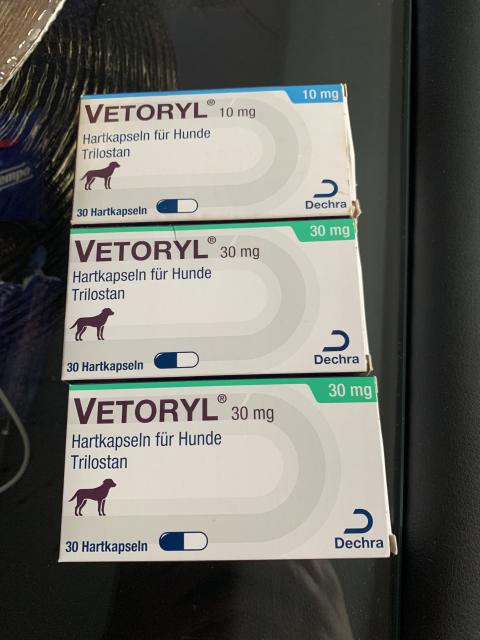 10 mg
VETORYL® 10 mg
Hartkapseln für Hunde
Trilostan
30 Hartkapseln
Dechra
30 mg
VETORYL® 30 mg
Hartkapseln für Hunde
Trilostan
30 Hartkapseln
Dechra
30 mg
VETORYL® 30 mg
Hartkapseln für Hunde
Trilostan
30 Hartkapseln
Dechra